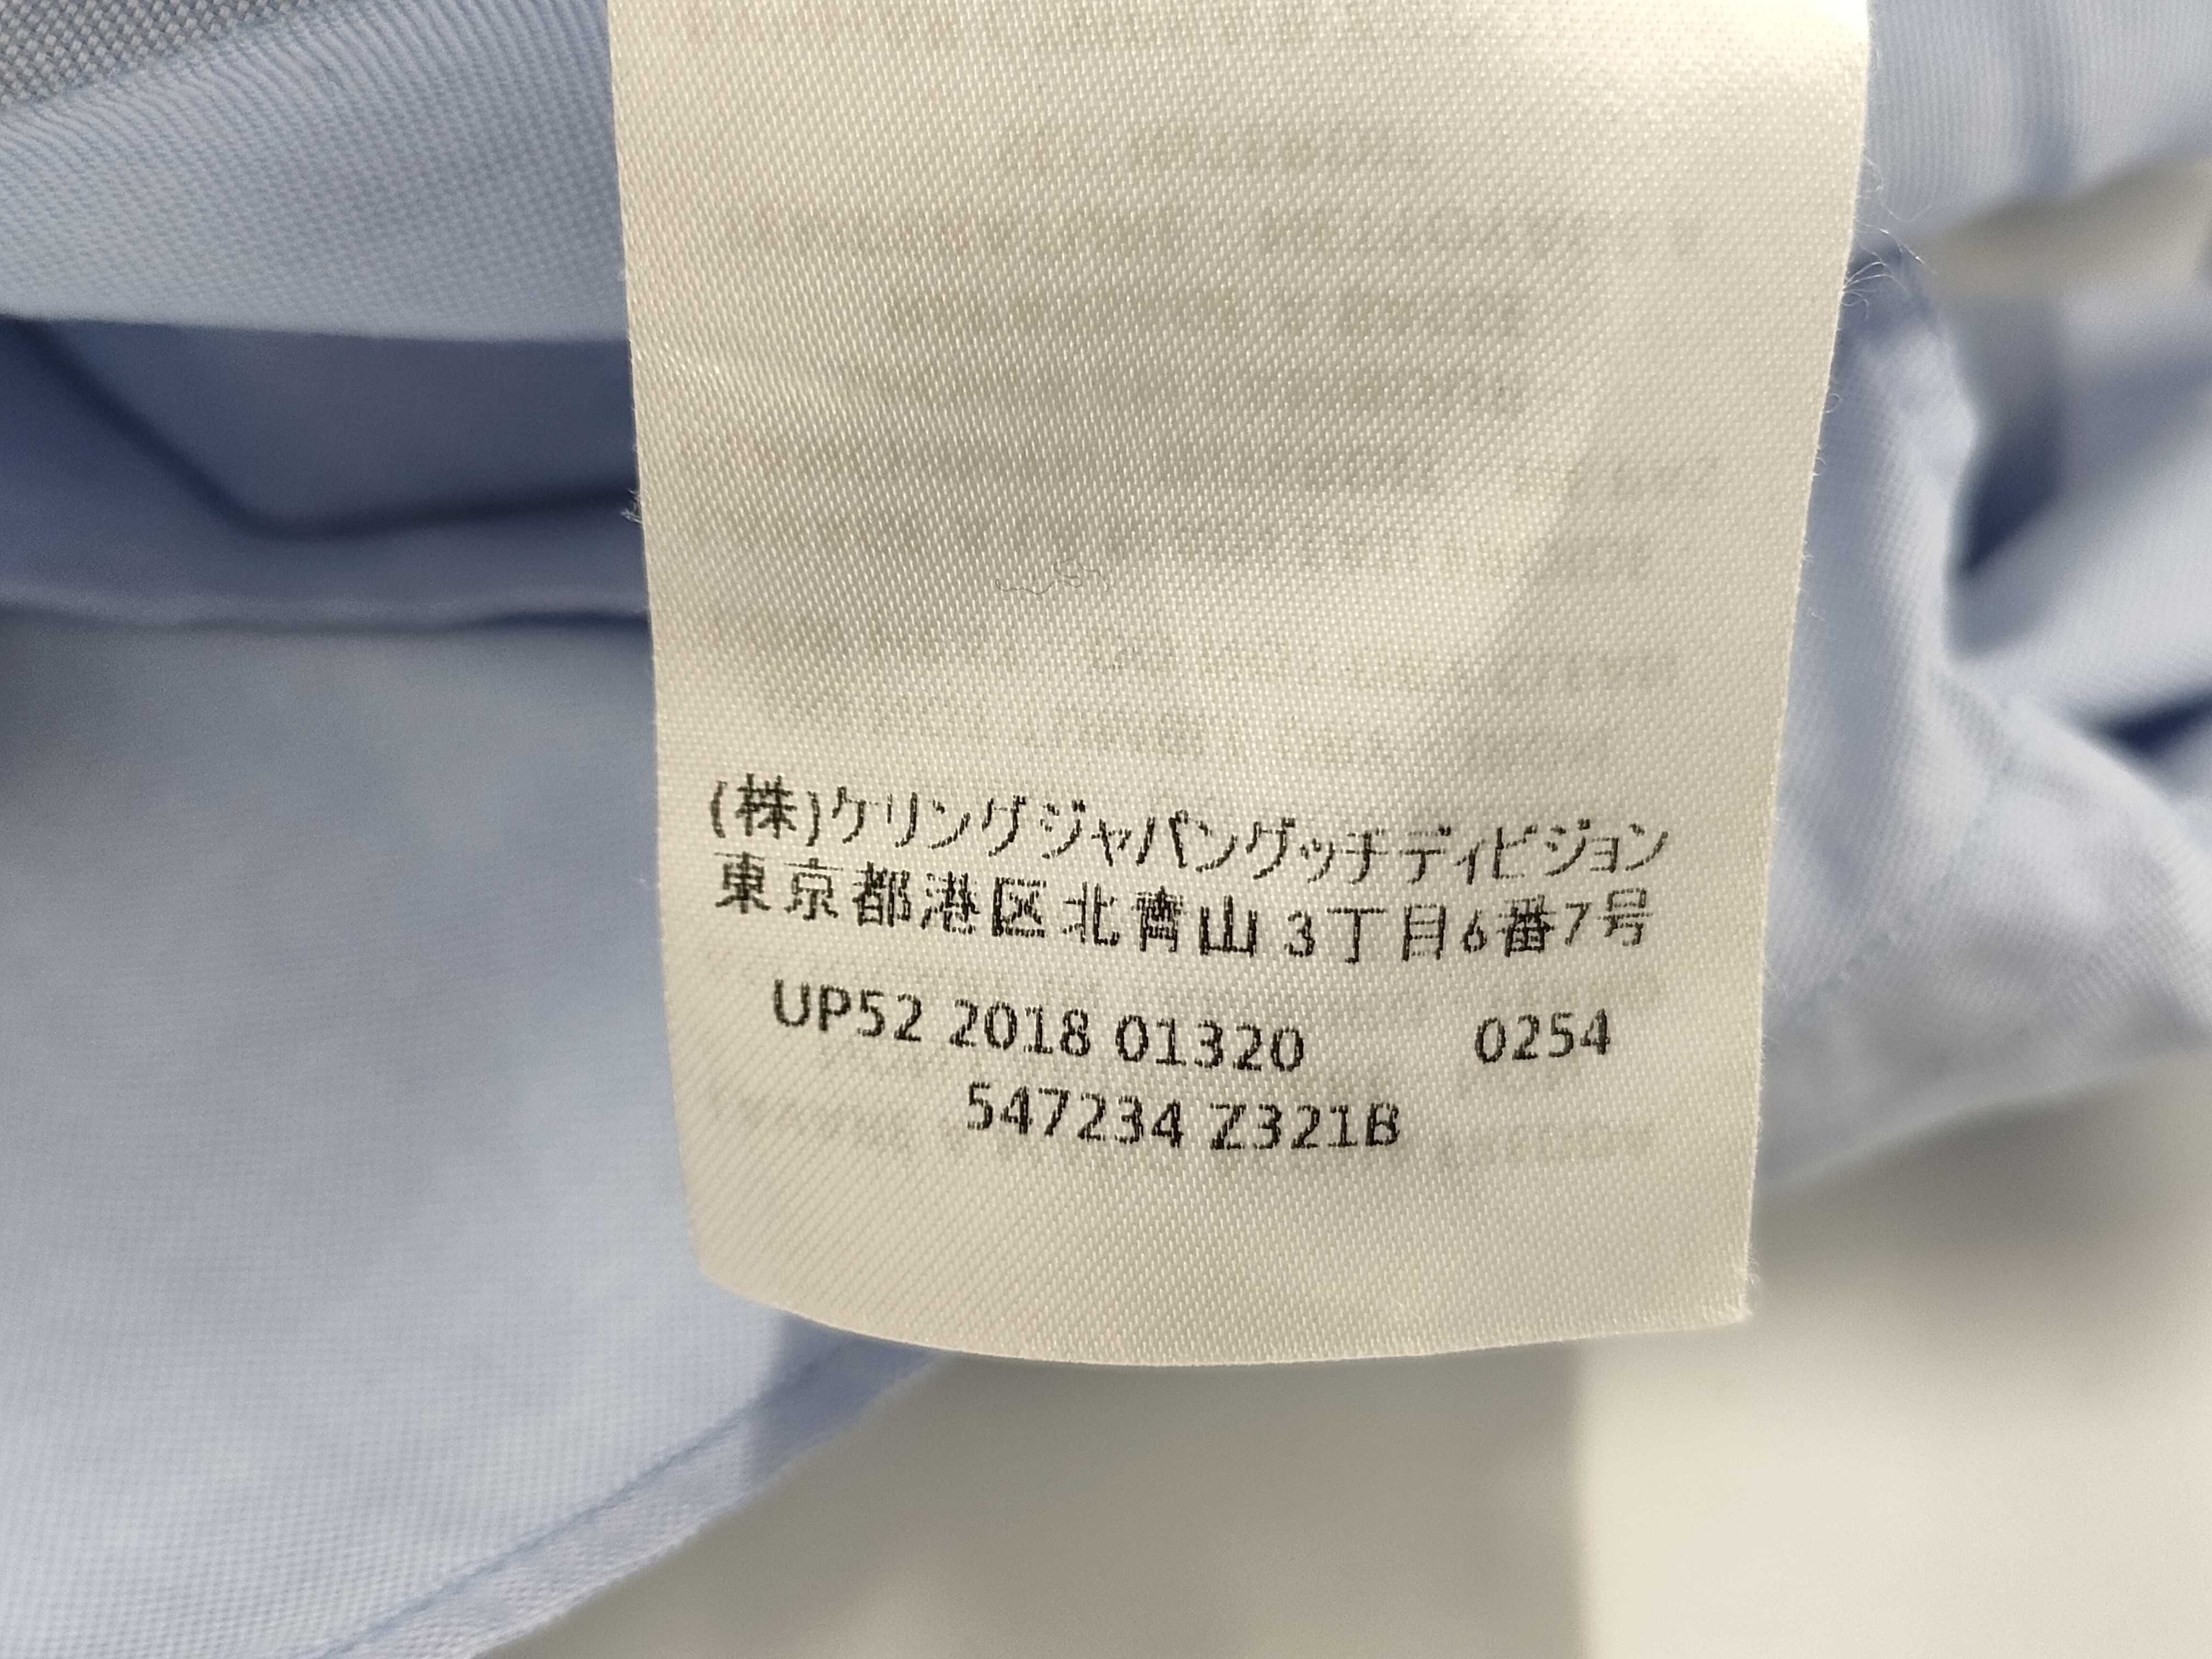 (株)ケリングジャパングッチディビジョン
東京都港区北青山3丁目6番7号
UP52 2018 01320 0254
547234 Z321B